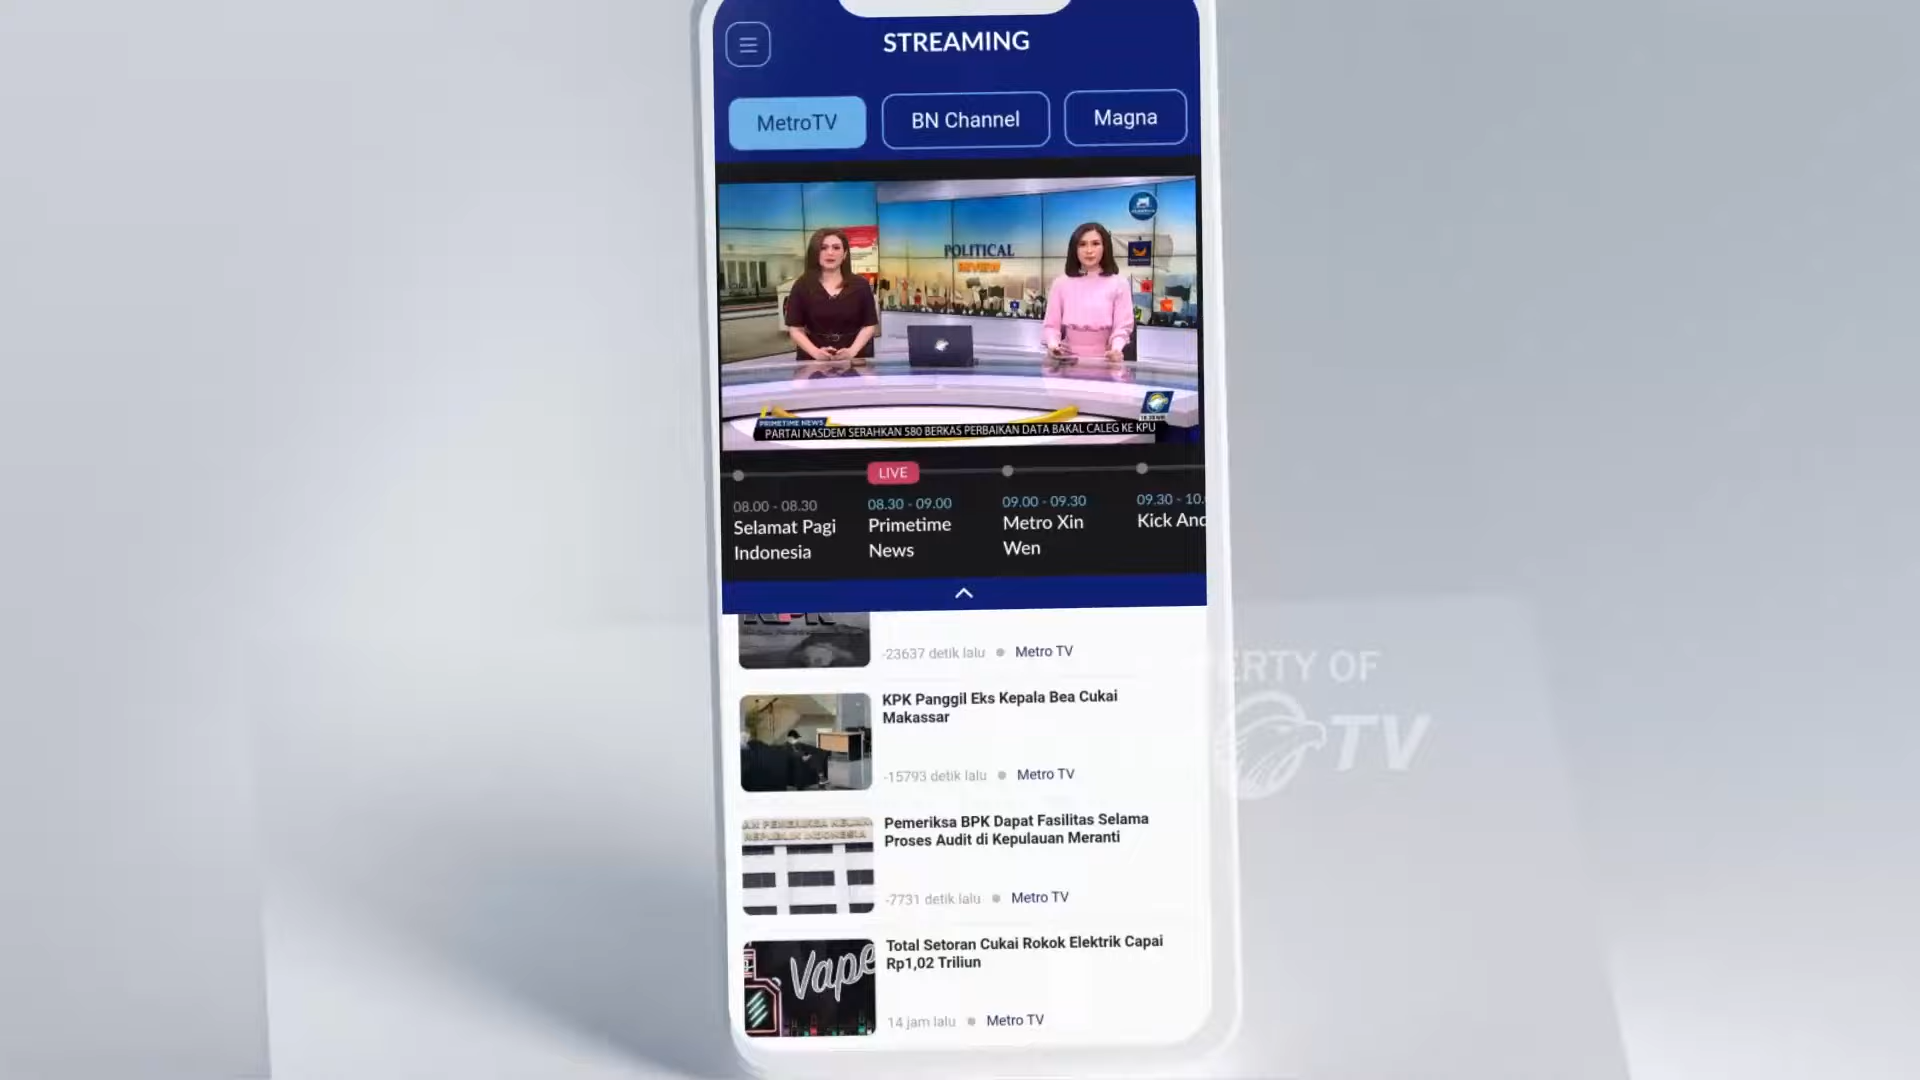 STREAMING
MetroTV
BN Channel
Magna
POLITICAL
REVIEW
PRIMETIME NEWS
PARTAI NASDEM SERAHKAN 580 BERKAS PERBAIKAN DATA BAKAL CALEG KE KPU
LIVE
08.00 - 08.30
08.30 - 09.00
09.00 - 09.30
09.30 - 10.
Selamat Pagi
Indonesia
Primetime
News
Metro Xin
Wen
Kick And
-23637 detik lalu
Metro TV
KPK Panggil Eks Kepala Bea Cukai
Makassar
-15793 detik lalu
Metro TV
REPUBLIK INDONESIA
Pemeriksa BPK Dapat Fasilitas Selama
Proses Audit di Kepulauan Meranti
-7731 detik lalu
Metro TV
Vape
Total Setoran Cukai Rokok Elektrik Capai
Rp1,02 Triliun
14 jam lalu
Metro TV
ERTY OF
TV